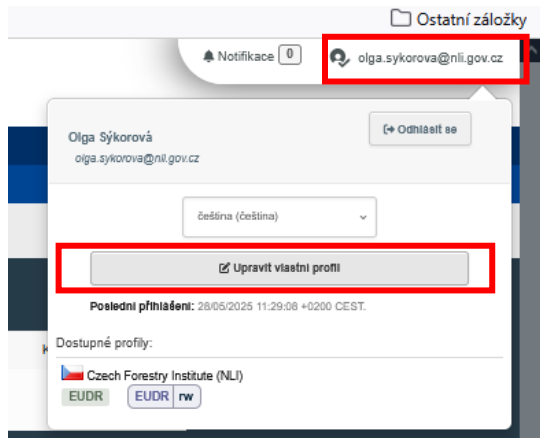 Ostatní záložky
Notifikace 0 olga.sykorova@nli.gov.cz
Olga Sýkorová
olga.sykorova@nli.gov.cz
Odhlásit se
čeština (čeština)
Upravit vlastní profil
Poslední přihlášení: 28/05/2025 11:29:08 +0200 CEST.
Dostupné profily:
Czech Forestry Institute (NLI)
EUDR EUDR rw